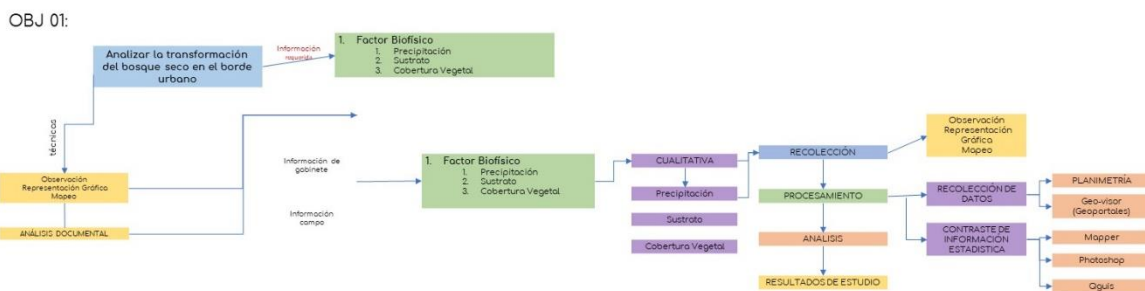 OBJ 01:
Analizar la transformación
del bosque seco en el borde
urbano
Información
requerida
1. Factor Biofísico
1. Precipitación
2. Sustrato
3. Cobertura Vegetal
técnicas
Observación
Representación Gráfica
Mapeo
ANÁLISIS DOCUMENTAL
Información de
gabinete
Información
campo
1. Factor Biofísico
1. Precipitación
2. Sustrato
3. Cobertura Vegetal
CUALITATIVA
Precipitación
Sustrato
Cobertura Vegetal
RECOLECCIÓN
PROCESAMIENTO
ANALISIS
RESULTADOS DE ESTUDIO
Observación
Representación
Gráfica
Mapeo
RECOLECCIÓN DE
DATOS
CONTRASTE DE
INFORMACION
ESTADISTICA
PLANIMETRÍA
Geo-visor
(Geoportales)
Mapper
Photoshop
Qguis